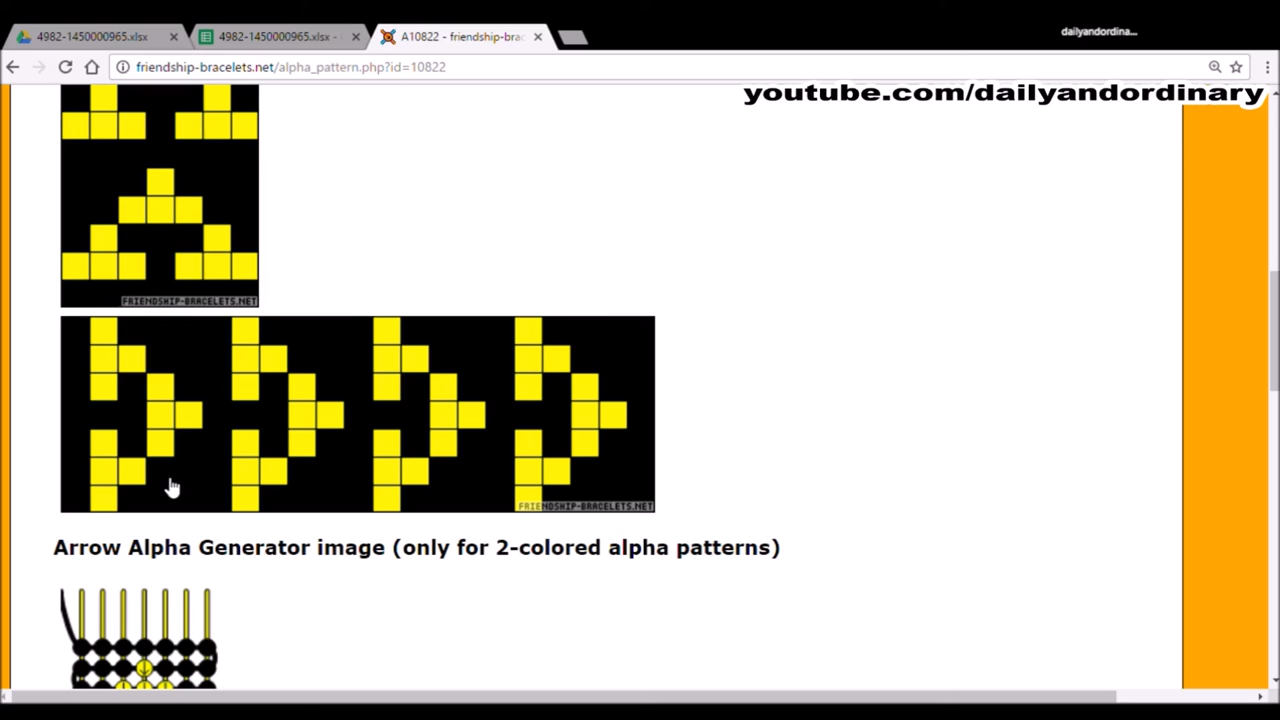 4982-1450000965.xlsx
4982-1450000965.xlsx -
A10822 - friendship-brac
dailyandordina...
friendship-bracelets.net/alpha_pattern.php?id=10822
youtube.com/dailyandordinary
FRIENDSHIP-BRACELETS.NET
FRIENDSHIP-BRACELETS.NET
Arrow Alpha Generator image (only for 2-colored alpha patterns)